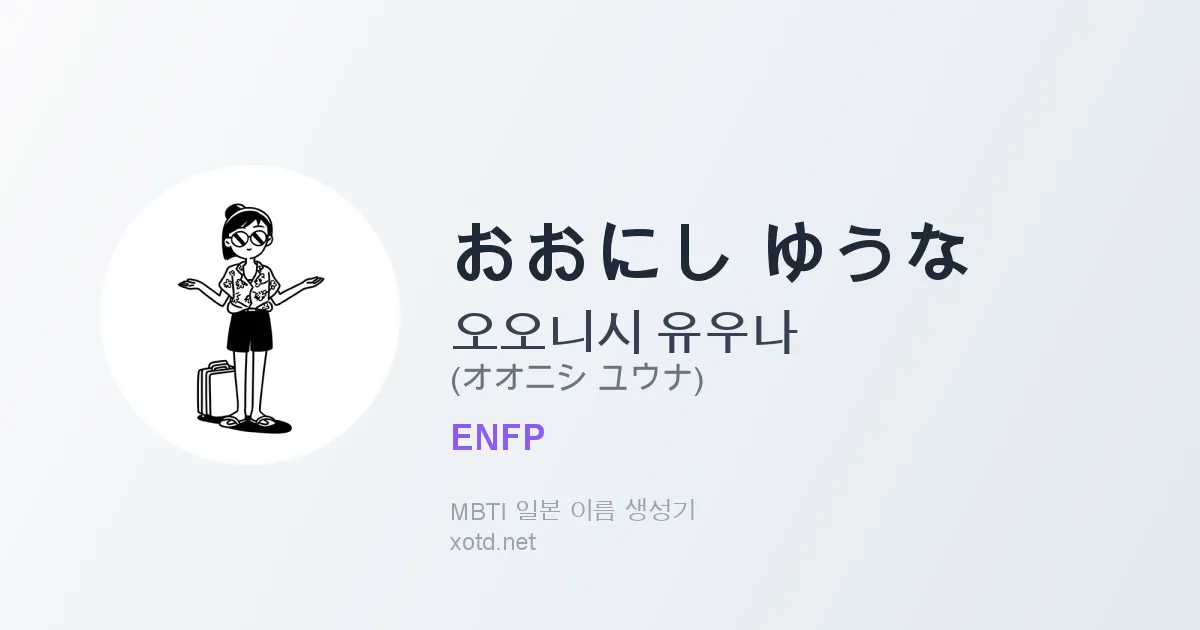 おおにし ゆうな
오오니시 유우나
(オオニシ ユウナ)
ENFP
MBTI 일본 이름 생성기
xotd.net